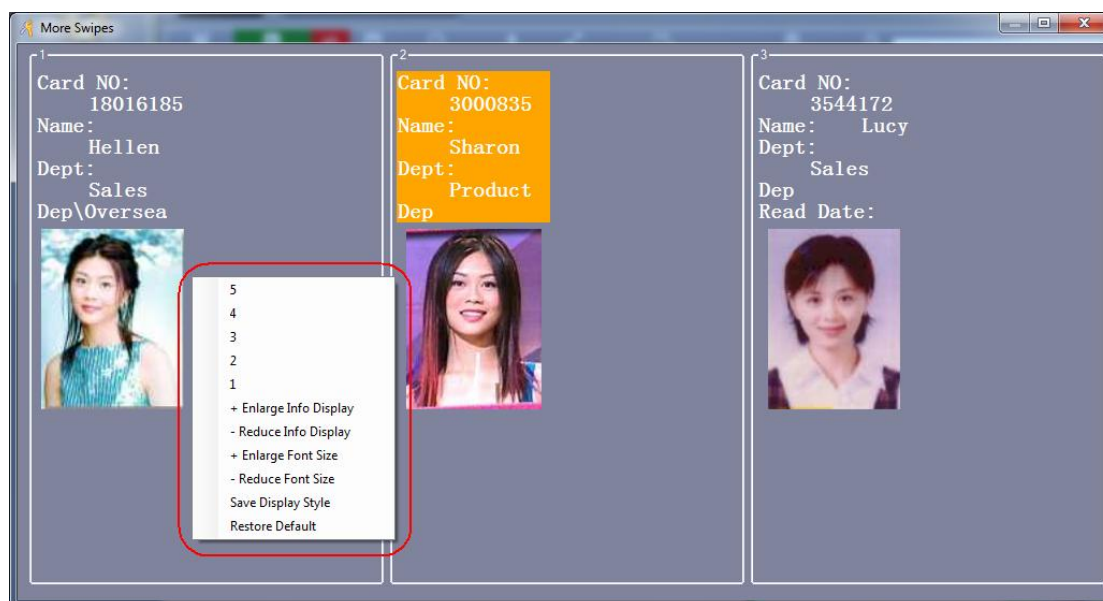 More Swipes
1
Card NO:
18016185
Name:
Hellen
Dept:
Sales
Dep\Oversea
2
Card NO:
3000835
Name:
Sharon
Dept:
Product
Dep
3
Card NO:
3544172
Name: Lucy
Dept:
Sales
Dep
Read Date:
5
4
3
2
1
+ Enlarge Info Display
- Reduce Info Display
+ Enlarge Font Size
- Reduce Font Size
Save Display Style
Restore Default